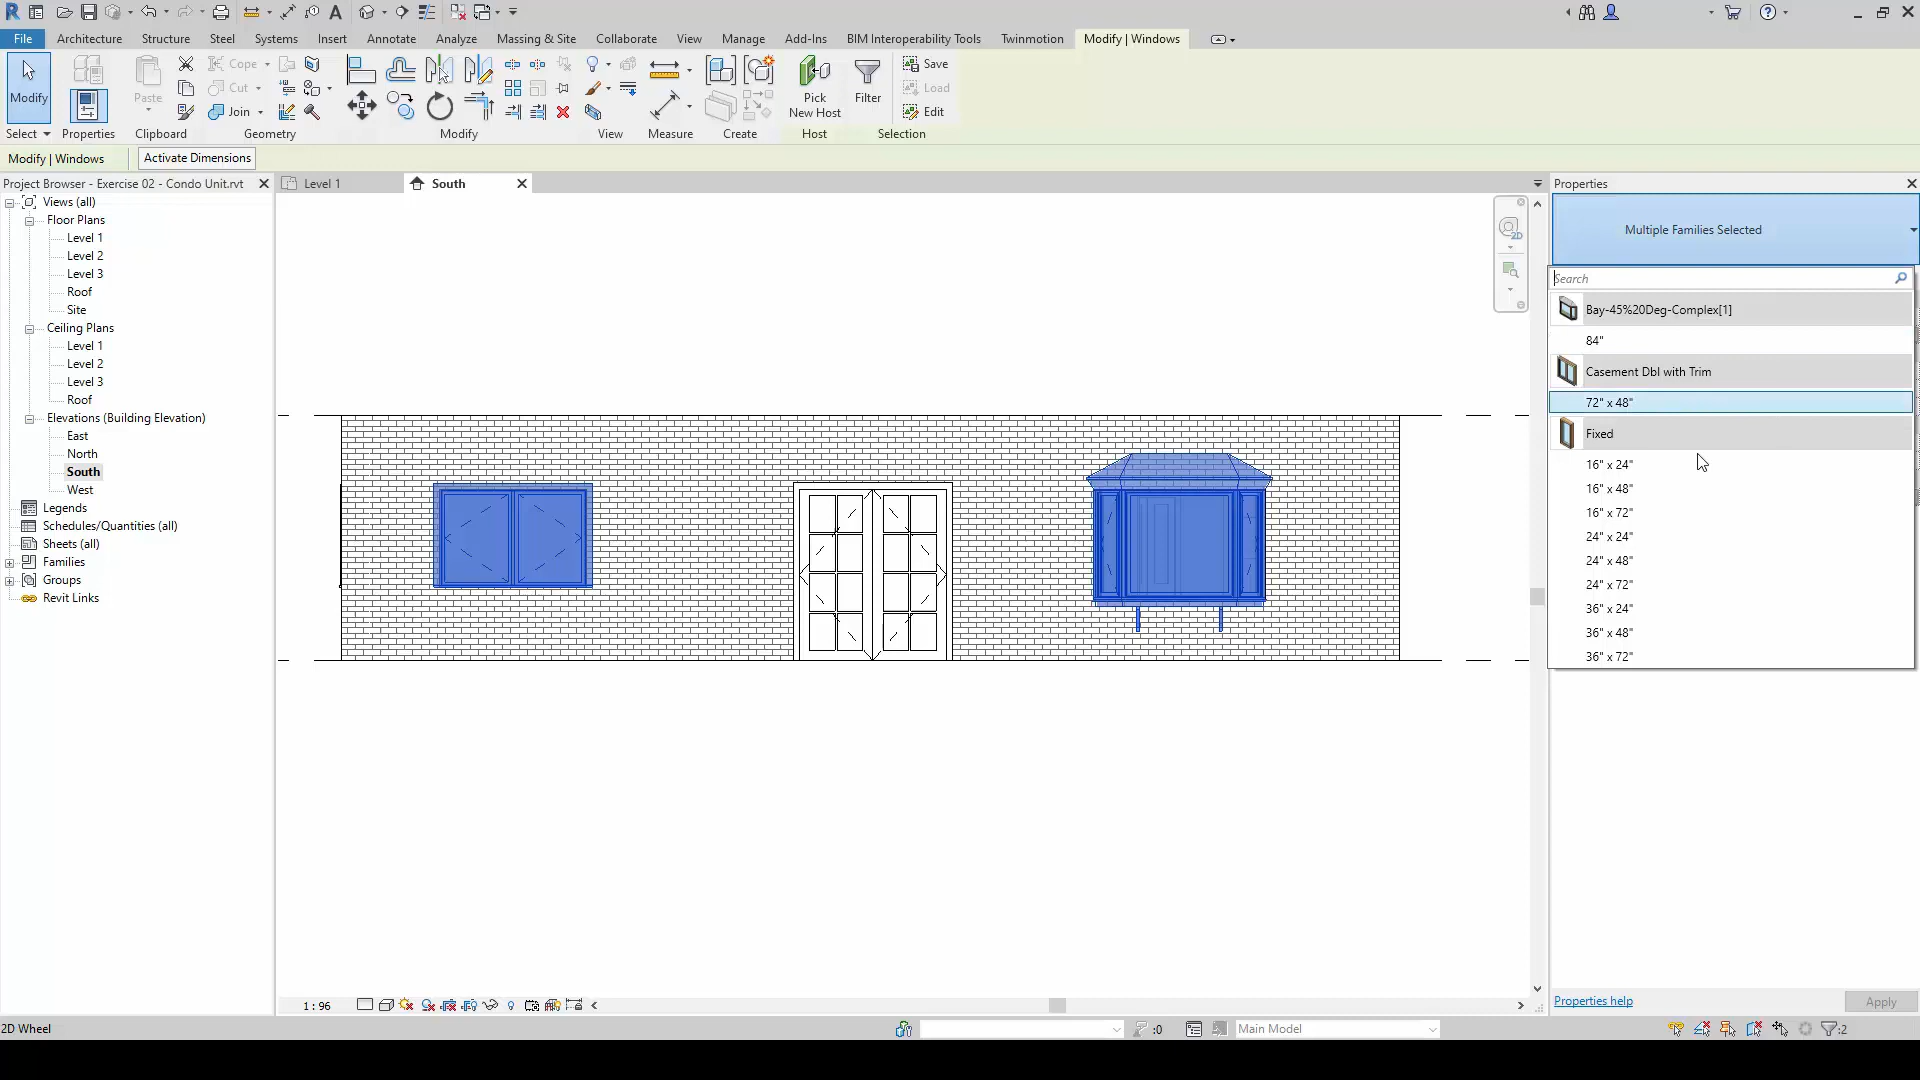 File Architecture Structure Steel Systems Insert Annotate Analyze Massing & Site Collaborate View Manage Add-Ins BIM Interoperability Tools Twinmotion Modify | Windows
Modify
Paste
Cope
Cut
Join
Pick
New Host
Filter
Save
Load
Edit
Select Properties Clipboard Geometry Modify View Measure Create Host Selection
Modify | Windows Activate Dimensions
Project Browser - Exercise 02 - Condo Unit.rvt
Level 1
South
Properties
Views (all)
Floor Plans
Level 1
Level 2
Level 3
Roof
Site
Ceiling Plans
Level 1
Level 2
Level 3
Roof
Elevations (Building Elevation)
East
North
South
West
Legends
Schedules/Quantities (all)
Sheets (all)
Families
Groups
Revit Links
2D
Multiple Families Selected
Search
Bay-45%20Deg-Complex[1]
84"
Casement Dbl with Trim
72" x 48"
Fixed
16" x 24"
16" x 48"
16" x 72"
24" x 24"
24" x 48"
24" x 72"
36" x 24"
36" x 48"
36" x 72"
Properties help
Apply
1 : 96
2D Wheel
:0
Main Model
:2